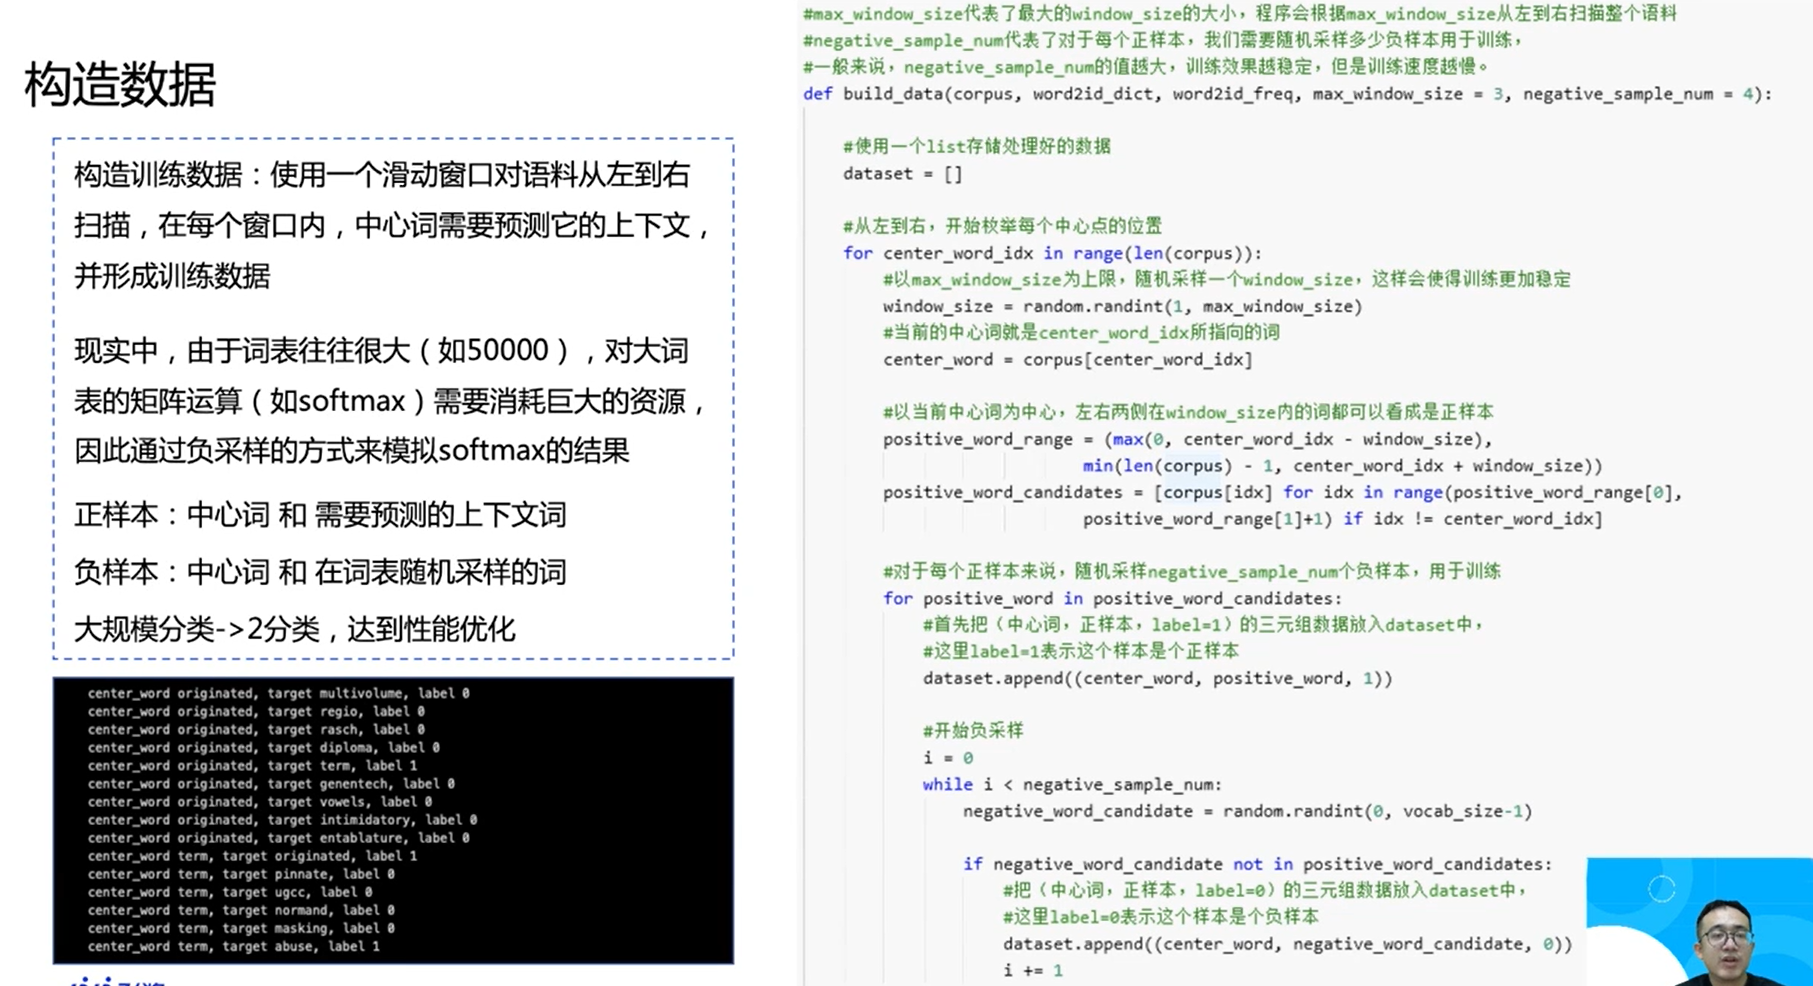 构造数据
构造训练数据：使用一个滑动窗口对语料从左到右
扫描，在每个窗口内，中心词需要预测它的上下文，
并形成训练数据
现实中，由于词表往往很大（如50000），对大词
表的矩阵运算（如softmax）需要消耗巨大的资源，
因此通过负采样的方式来模拟softmax的结果
正样本：中心词 和 需要预测的上下文词
负样本：中心词 和 在词表随机采样的词
大规模分类->2分类，达到性能优化
center_word originated, target multivolume, label 0
center_word originated, target regio, label 0
center_word originated, target rasch, label 0
center_word originated, target diploma, label 0
center_word originated, target term, label 1
center_word originated, target genentech, label 0
center_word originated, target vowels, label 0
center_word originated, target intimidatory, label 0
center_word originated, target entablature, label 0
center_word term, target originated, label 1
center_word term, target pinnate, label 0
center_word term, target ugcc, label 0
center_word term, target normand, label 0
center_word term, target masking, label 0
center_word term, target abuse, label 1
#max_window_size代表了最大的window_size的大小，程序会根据max_window_size从左到右扫描整个语料
#negative_sample_num代表了对于每个正样本，我们需要随机采样多少负样本用于训练，
#一般来说，negative_sample_num的值越大，训练效果越稳定，但是训练速度越慢。
def build_data(corpus, word2id_dict, word2id_freq, max_window_size = 3, negative_sample_num = 4):
#使用一个list存储处理好的数据
dataset = []
#从左到右，开始枚举每个中心点的位置
for center_word_idx in range(len(corpus)):
#以max_window_size为上限，随机采样一个window_size，这样会使得训练更加稳定
window_size = random.randint(1, max_window_size)
#当前的中心词就是center_word_idx所指向的词
center_word = corpus[center_word_idx]
#以当前中心词为中心，左右两侧在window_size内的词都可以看成是正样本
positive_word_range = (max(0, center_word_idx - window_size),
min(len(corpus) - 1, center_word_idx + window_size))
positive_word_candidates = [corpus[idx] for idx in range(positive_word_range[0],
positive_word_range[1]+1) if idx != center_word_idx]
#对于每个正样本来说，随机采样negative_sample_num个负样本，用于训练
for positive_word in positive_word_candidates:
#首先把（中心词，正样本，label=1）的三元组数据放入dataset中，
#这里label=1表示这个样本是个正样本
dataset.append((center_word, positive_word, 1))
#开始负采样
i = 0
while i < negative_sample_num:
negative_word_candidate = random.randint(0, vocab_size-1)
if negative_word_candidate not in positive_word_candidates:
#把（中心词，正样本，label=0）的三元组数据放入dataset中，
#这里label=0表示这个样本是个负样本
dataset.append((center_word, negative_word_candidate, 0))
i += 1